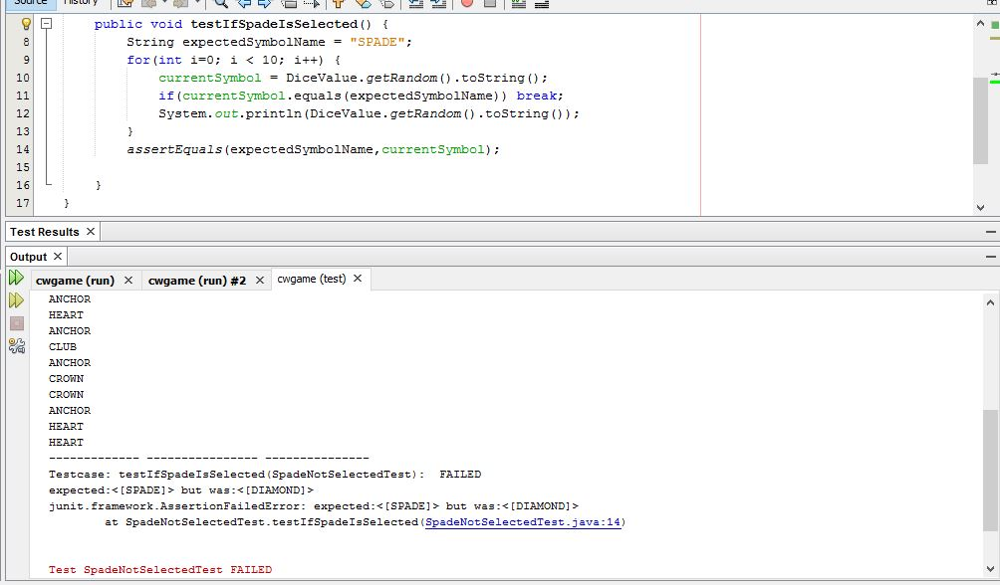 Source History
public void testIfSpadeIsSelected() {
8 String expectedSymbolName = "SPADE";
9 for(int i=0; i < 10; i++) {
10 currentSymbol = DiceValue.getRandom().toString();
11 if(currentSymbol.equals(expectedSymbolName)) break;
12 System.out.println(DiceValue.getRandom().toString());
13 }
14 assertEquals(expectedSymbolName,currentSymbol);
15
16 }
17 }
Test Results
Output
cwgame (run) cwgame (run) #2 cwgame (test)
ANCHOR
HEART
ANCHOR
CLUB
ANCHOR
CROWN
CROWN
ANCHOR
HEART
HEART
------------- ---------------- ---------------
Testcase: testIfSpadeIsSelected(SpadeNotSelectedTest): FAILED
expected:<[SPADE]> but was:<[DIAMOND]>
junit.framework.AssertionFailedError: expected:<[SPADE]> but was:<[DIAMOND]>
at SpadeNotSelectedTest.testIfSpadeIsSelected(SpadeNotSelectedTest.java:14)
Test SpadeNotSelectedTest FAILED